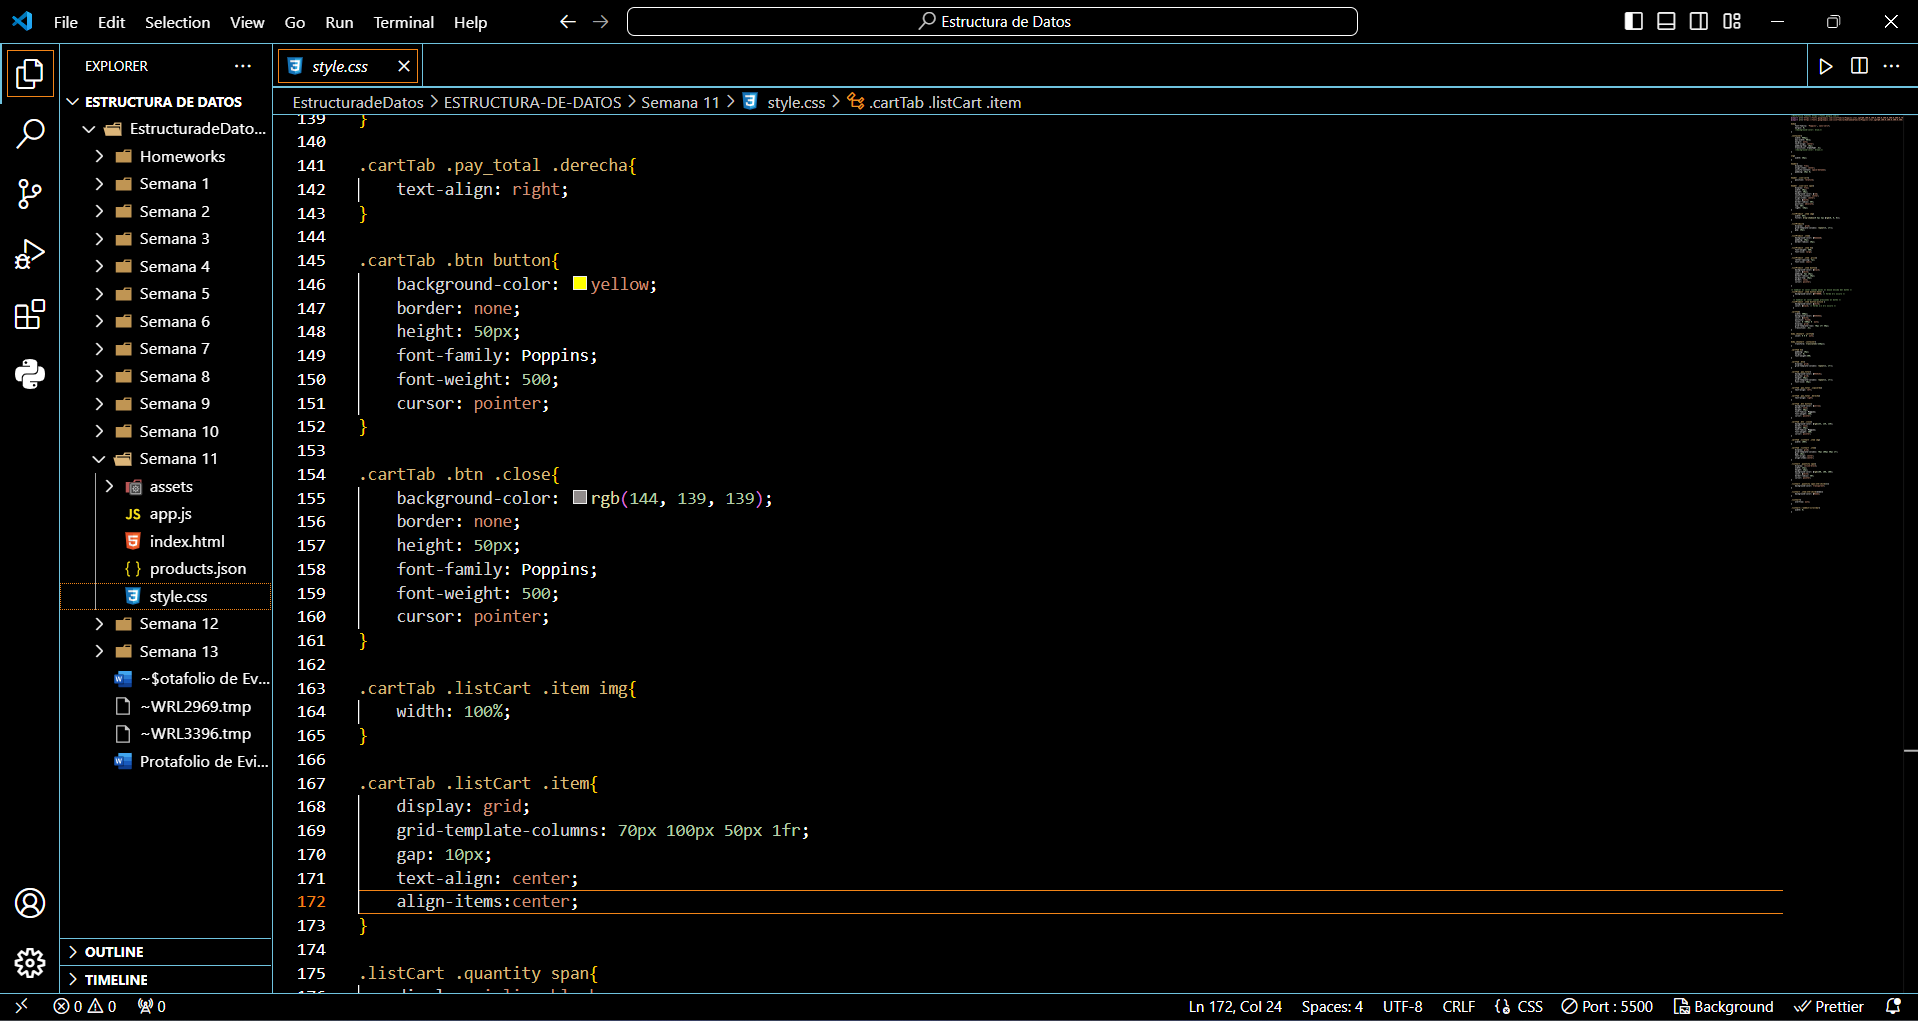 File Edit Selection View Go Run Terminal Help
Estructura de Datos
EXPLORER
ESTRUCTURA DE DATOS
EstructuradeDato...
Homeworks
Semana 1
Semana 2
Semana 3
Semana 4
Semana 5
Semana 6
Semana 7
Semana 8
Semana 9
Semana 10
Semana 11
assets
JS app.js
index.html
{ } products.json
style.css
Semana 12
Semana 13
~$otafolio de Ev...
~WRL2969.tmp
~WRL3396.tmp
Protafolio de Evi...
OUTLINE
TIMELINE
style.css
EstructuradeDatos > ESTRUCTURA-DE-DATOS > Semana 11 > style.css > .cartTab .listCart .item
139 }
140
141 .cartTab .pay_total .derecha{
142 text-align: right;
143 }
144
145 .cartTab .btn button{
146 background-color: yellow;
147 border: none;
148 height: 50px;
149 font-family: Poppins;
150 font-weight: 500;
151 cursor: pointer;
152 }
153
154 .cartTab .btn .close{
155 background-color: rgb(144, 139, 139);
156 border: none;
157 height: 50px;
158 font-family: Poppins;
159 font-weight: 500;
160 cursor: pointer;
161 }
162
163 .cartTab .listCart .item img{
164 width: 100%;
165 }
166
167 .cartTab .listCart .item{
168 display: grid;
169 grid-template-columns: 70px 100px 50px 1fr;
170 gap: 10px;
171 text-align: center;
172 align-items:center;
173 }
174
175 .listCart .quantity span{
0 0 0
Ln 172, Col 24 Spaces: 4 UTF-8 CRLF CSS Port : 5500 Background Prettier